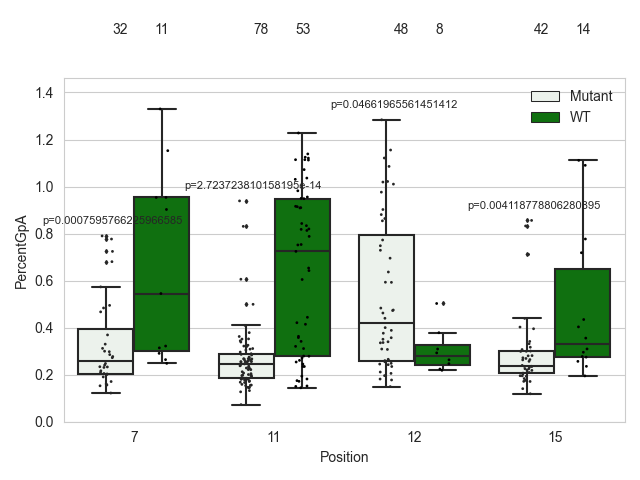 32 11 78 53 48 8 42 14
1.4
Mutant
p=0.04661965561451412
WT
1.2
1.0
p=2.723723810158195e-14
p=0.004118778806280395
0.8
0.6
0.4
0.2
0.0
PercentGpA
7 11 12 15
Position